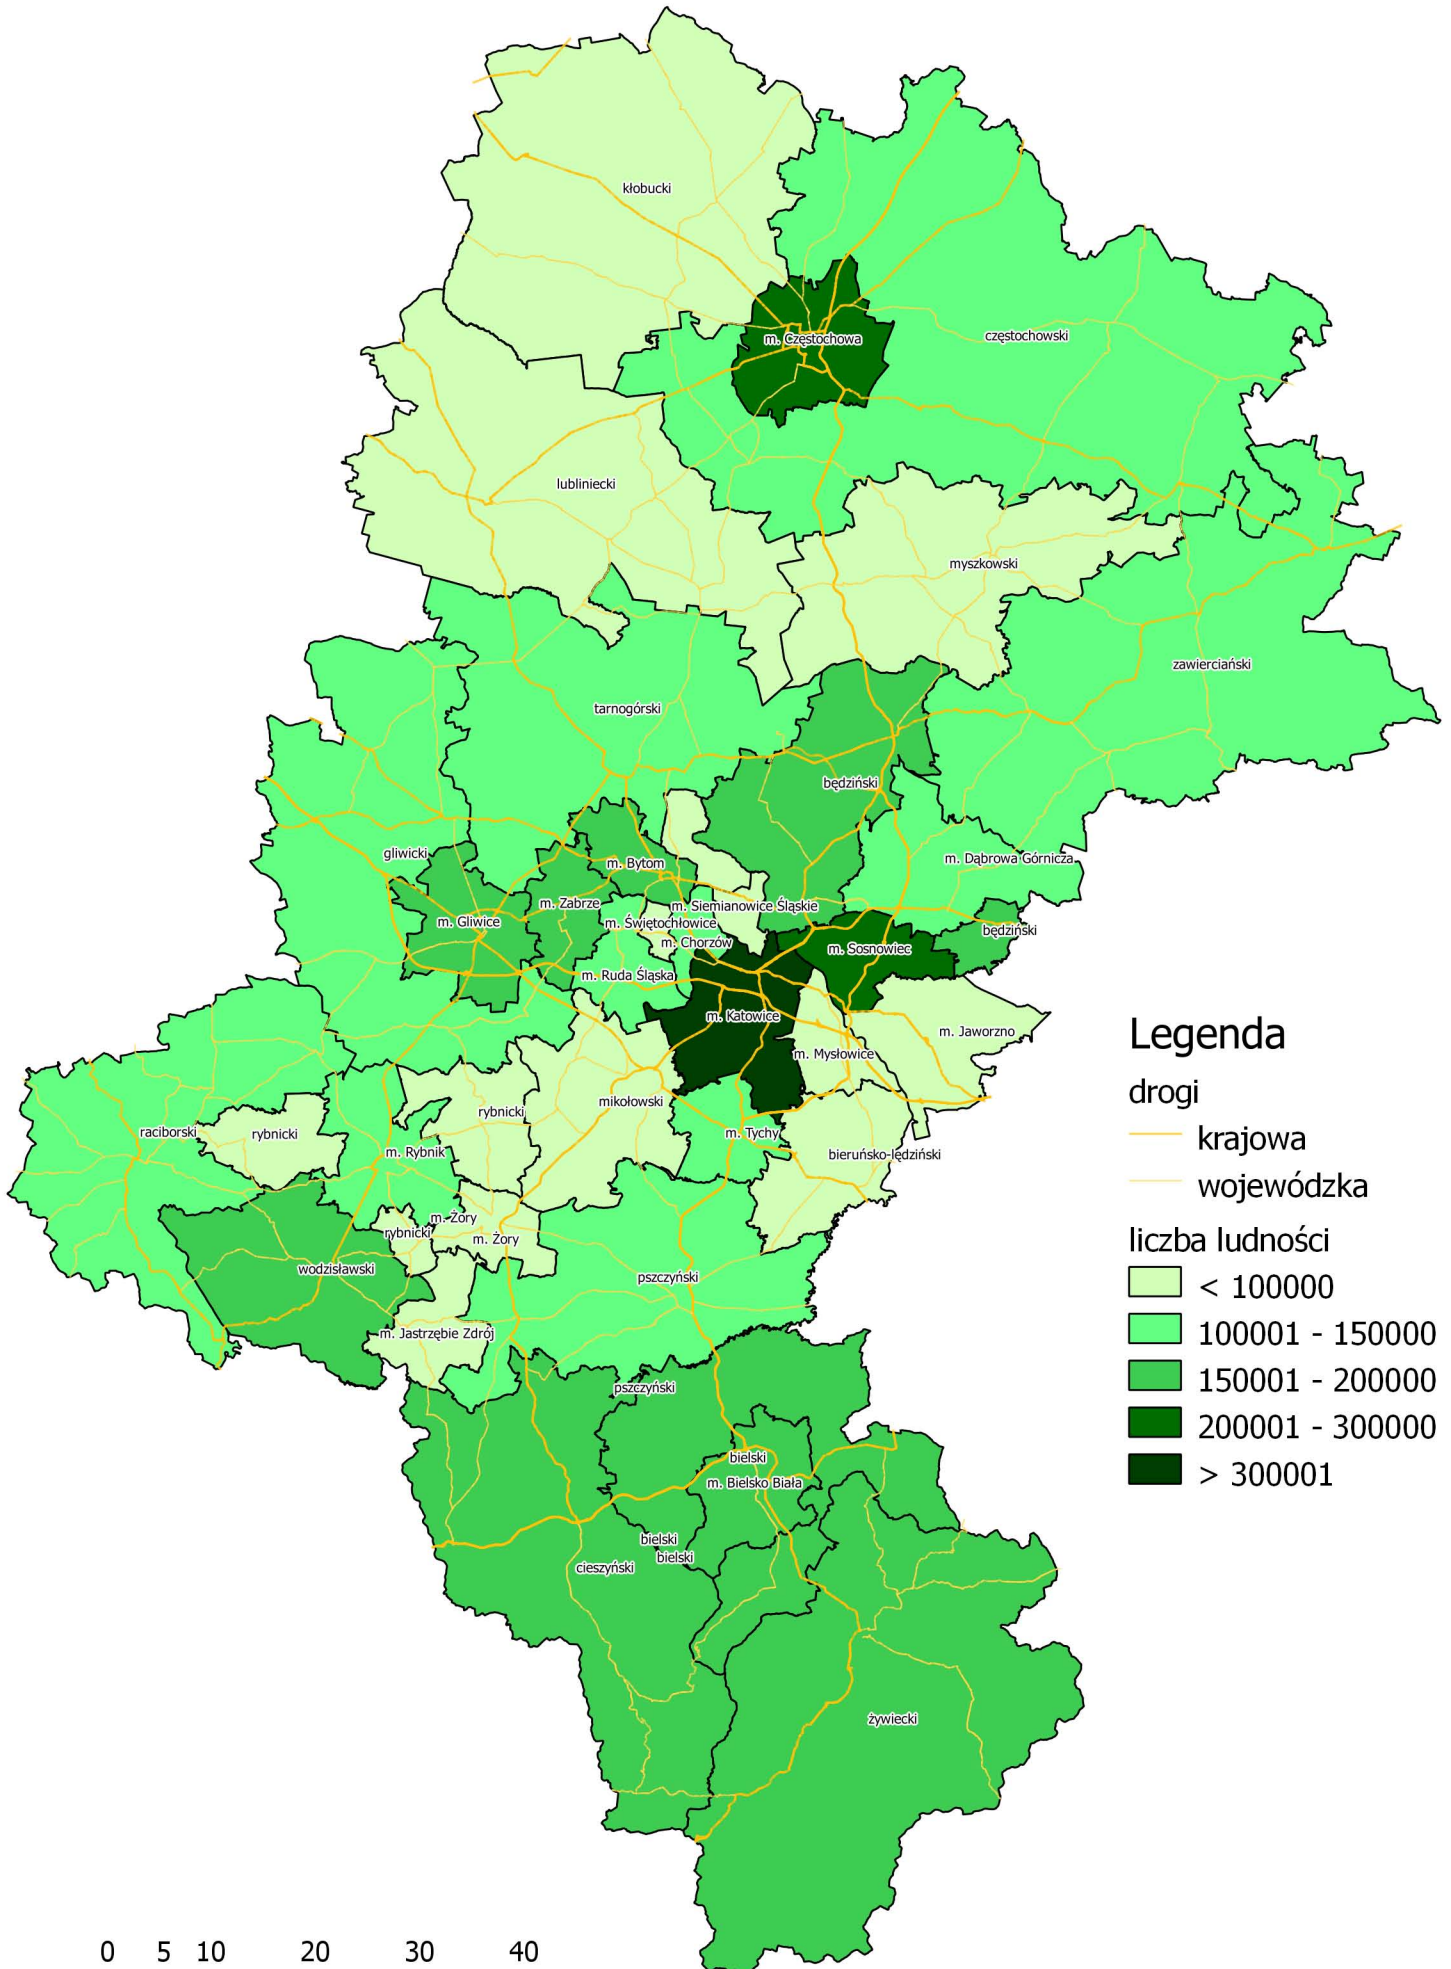 kłobucki
m. Częstochowa
częstochowski
lubliniecki
myszkowski
zawierciański
tarnogórski
będziński
gliwicki
m. Bytom
m. Dąbrowa Górnicza
m. Zabrze
m. Siemianowice Śląskie
m. Gliwice
m. Świętochłowice
będziński
m. Chorzów
m. Sosnowiec
m. Ruda Śląska
m. Katowice
m. Jaworzno
m. Mysłowice
mikołowski
rybnicki
raciborski
rybnicki
m. Tychy
m. Rybnik
bieruńsko-lędziński
m. Żory
rybnicki
m. Żory
wodzisławski
pszczyński
m. Jastrzębie Zdrój
pszczyński
bielski
m. Bielsko Biała
bielski
bielski
cieszyński
żywiecki
Legenda
drogi
krajowa
wojewódzka
liczba ludności
< 100000
100001 - 150000
150001 - 200000
200001 - 300000
> 300001
0 5 10 20 30 40